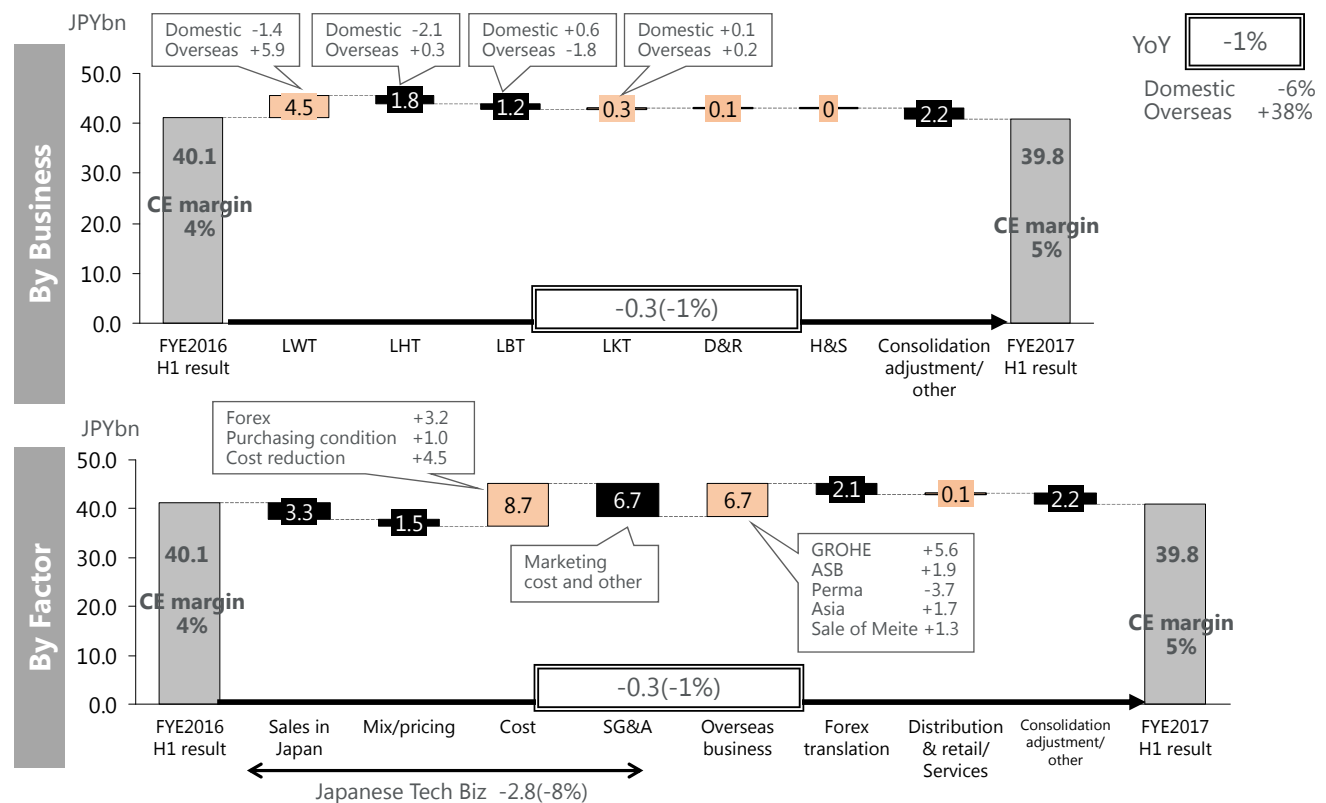 JPYbn
Domestic -1.4
Overseas +5.9
Domestic -2.1
Overseas +0.3
Domestic +0.6
Overseas -1.8
Domestic +0.1
Overseas +0.2
YoY -1%
Domestic -6%
Overseas +38%
By Business
50.0
40.0
30.0
20.0
10.0
0.0
40.1
CE margin
4%
4.5
1.8
1.2
0.3
0.1
0
2.2
39.8
CE margin
5%
-0.3(-1%)
FYE2016
H1 result
LWT
LHT
LBT
LKT
D&R
H&S
Consolidation
adjustment/
other
FYE2017
H1 result
JPYbn
Forex +3.2
Purchasing condition +1.0
Cost reduction +4.5
By Factor
50.0
40.0
30.0
20.0
10.0
0.0
40.1
CE margin
4%
3.3
1.5
8.7
6.7
6.7
2.1
0.1
2.2
39.8
CE margin
5%
Marketing
cost and other
GROHE +5.6
ASB +1.9
Perma -3.7
Asia +1.7
Sale of Meite +1.3
-0.3(-1%)
FYE2016
H1 result
Sales in
Japan
Mix/pricing
Cost
SG&A
Overseas
business
Forex
translation
Distribution
& retail/
Services
Consolidation
adjustment/
other
FYE2017
H1 result
Japanese Tech Biz -2.8(-8%)